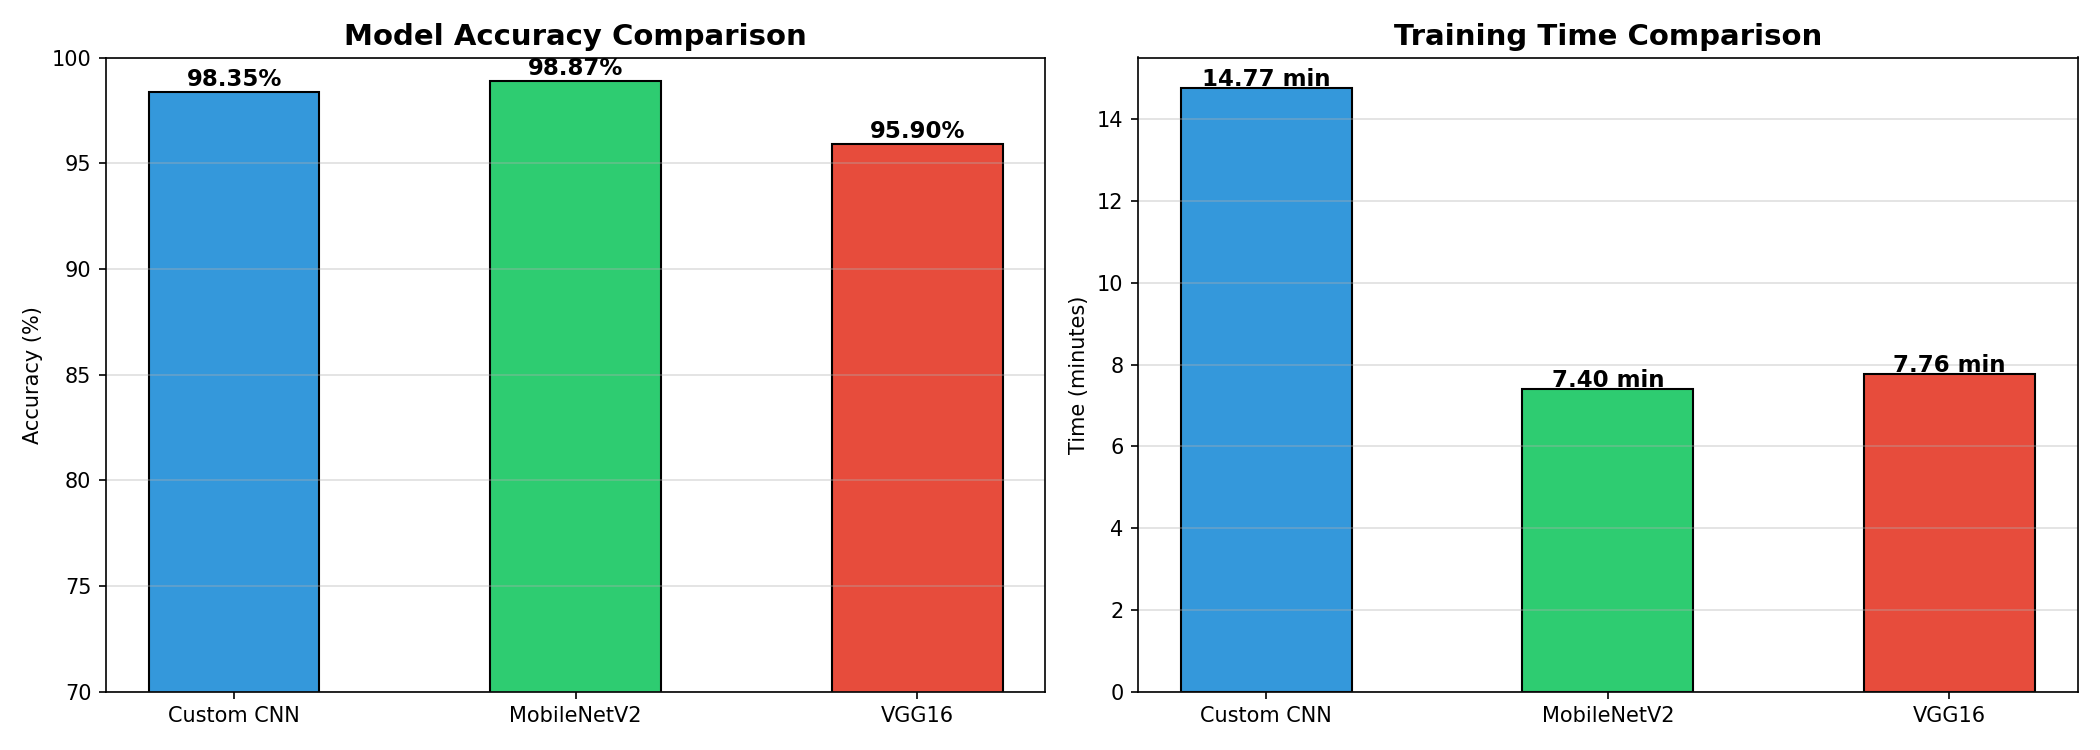 Model Accuracy Comparison
100
95
90
85
80
75
70
Accuracy (%)
98.35%
98.87%
95.90%
Custom CNN
MobileNetV2
VGG16
Training Time Comparison
14
12
10
8
6
4
2
0
Time (minutes)
14.77 min
7.40 min
7.76 min
Custom CNN
MobileNetV2
VGG16